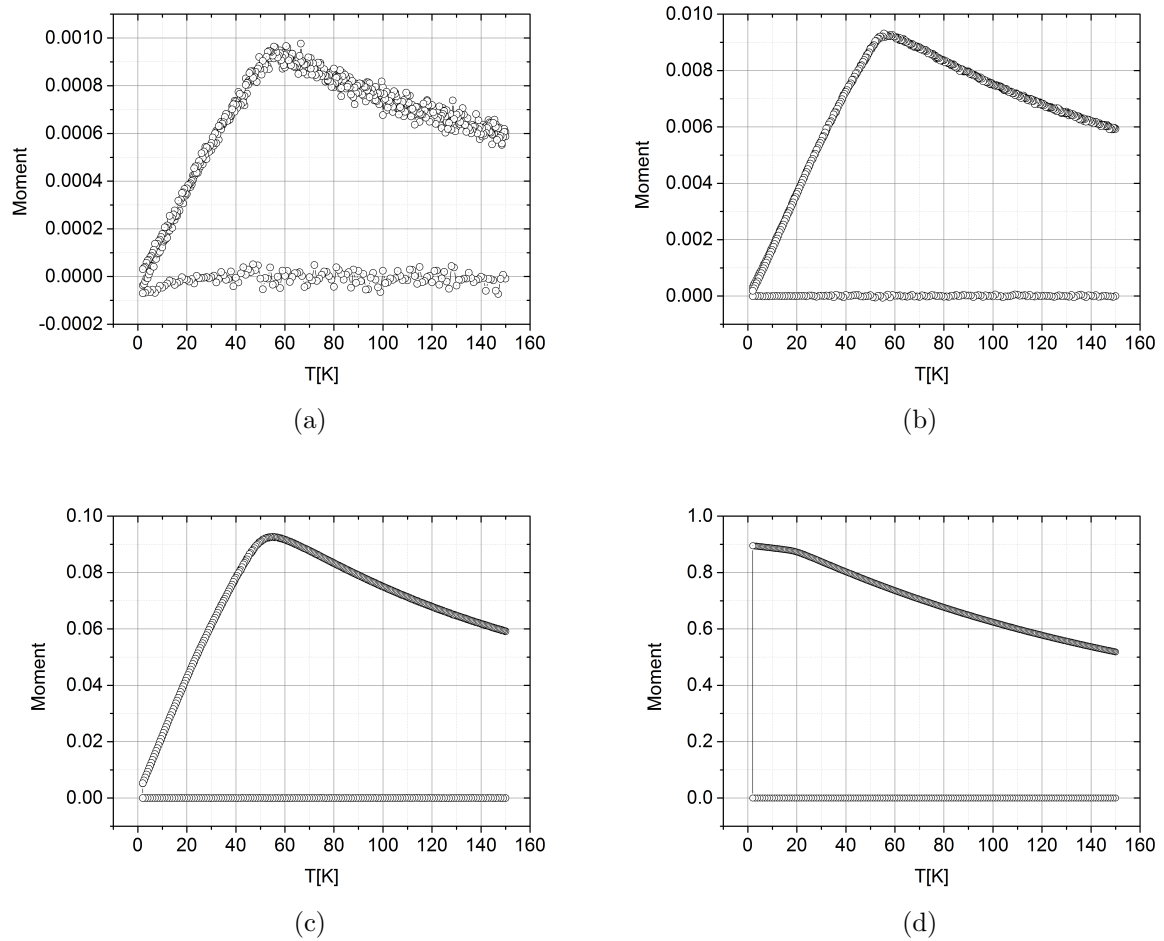 0.0010
0.0008
0.0006
0.0004
0.0002
0.0000
-0.0002
Moment
0 20 40 60 80 100 120 140 160
T[K]
(a)
0.010
0.008
0.006
0.004
0.002
0.000
Moment
0 20 40 60 80 100 120 140 160
T[K]
(b)
0.10
0.08
0.06
0.04
0.02
0.00
Moment
0 20 40 60 80 100 120 140 160
T[K]
(c)
1.0
0.8
0.6
0.4
0.2
0.0
Moment
0 20 40 60 80 100 120 140 160
T[K]
(d)